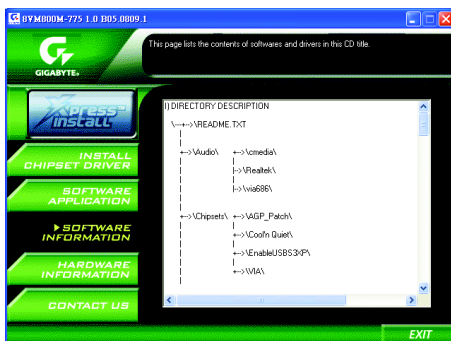 8VM800M-775 1.0 B05.0809.1
GIGABYTE
This page lists the contents of softwares and drivers in this CD title.
Xpress™
install
INSTALL
CHIPSET DRIVER
SOFTWARE
APPLICATION
SOFTWARE
INFORMATION
HARDWARE
INFORMATION
CONTACT US
I) DIRECTORY DESCRIPTION
\---+-->\README.TXT
|
+-->\Audio\ +-->\cmedia\
| |-->\Realtek\
| |-->\via686\
|
+-->\Chipsets\ +-->\AGP_Patch\
| +-->\Cool'n Quiet\
| +-->\EnableUSBS3XP\
| +-->\VIA\
EXIT